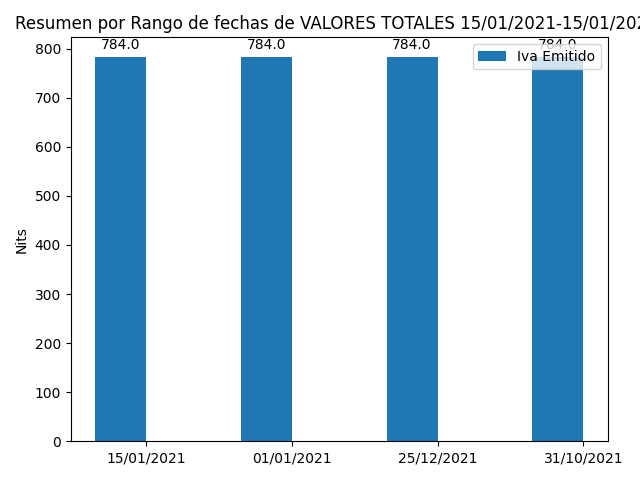 Resumen por Rango de fechas de VALORES TOTALES 15/01/2021-15/01/202
784.0 784.0 784.0 784.0
Iva Emitido
800
700
600
500
400
300
200
100
0
Nits
15/01/2021 01/01/2021 25/12/2021 31/10/2021